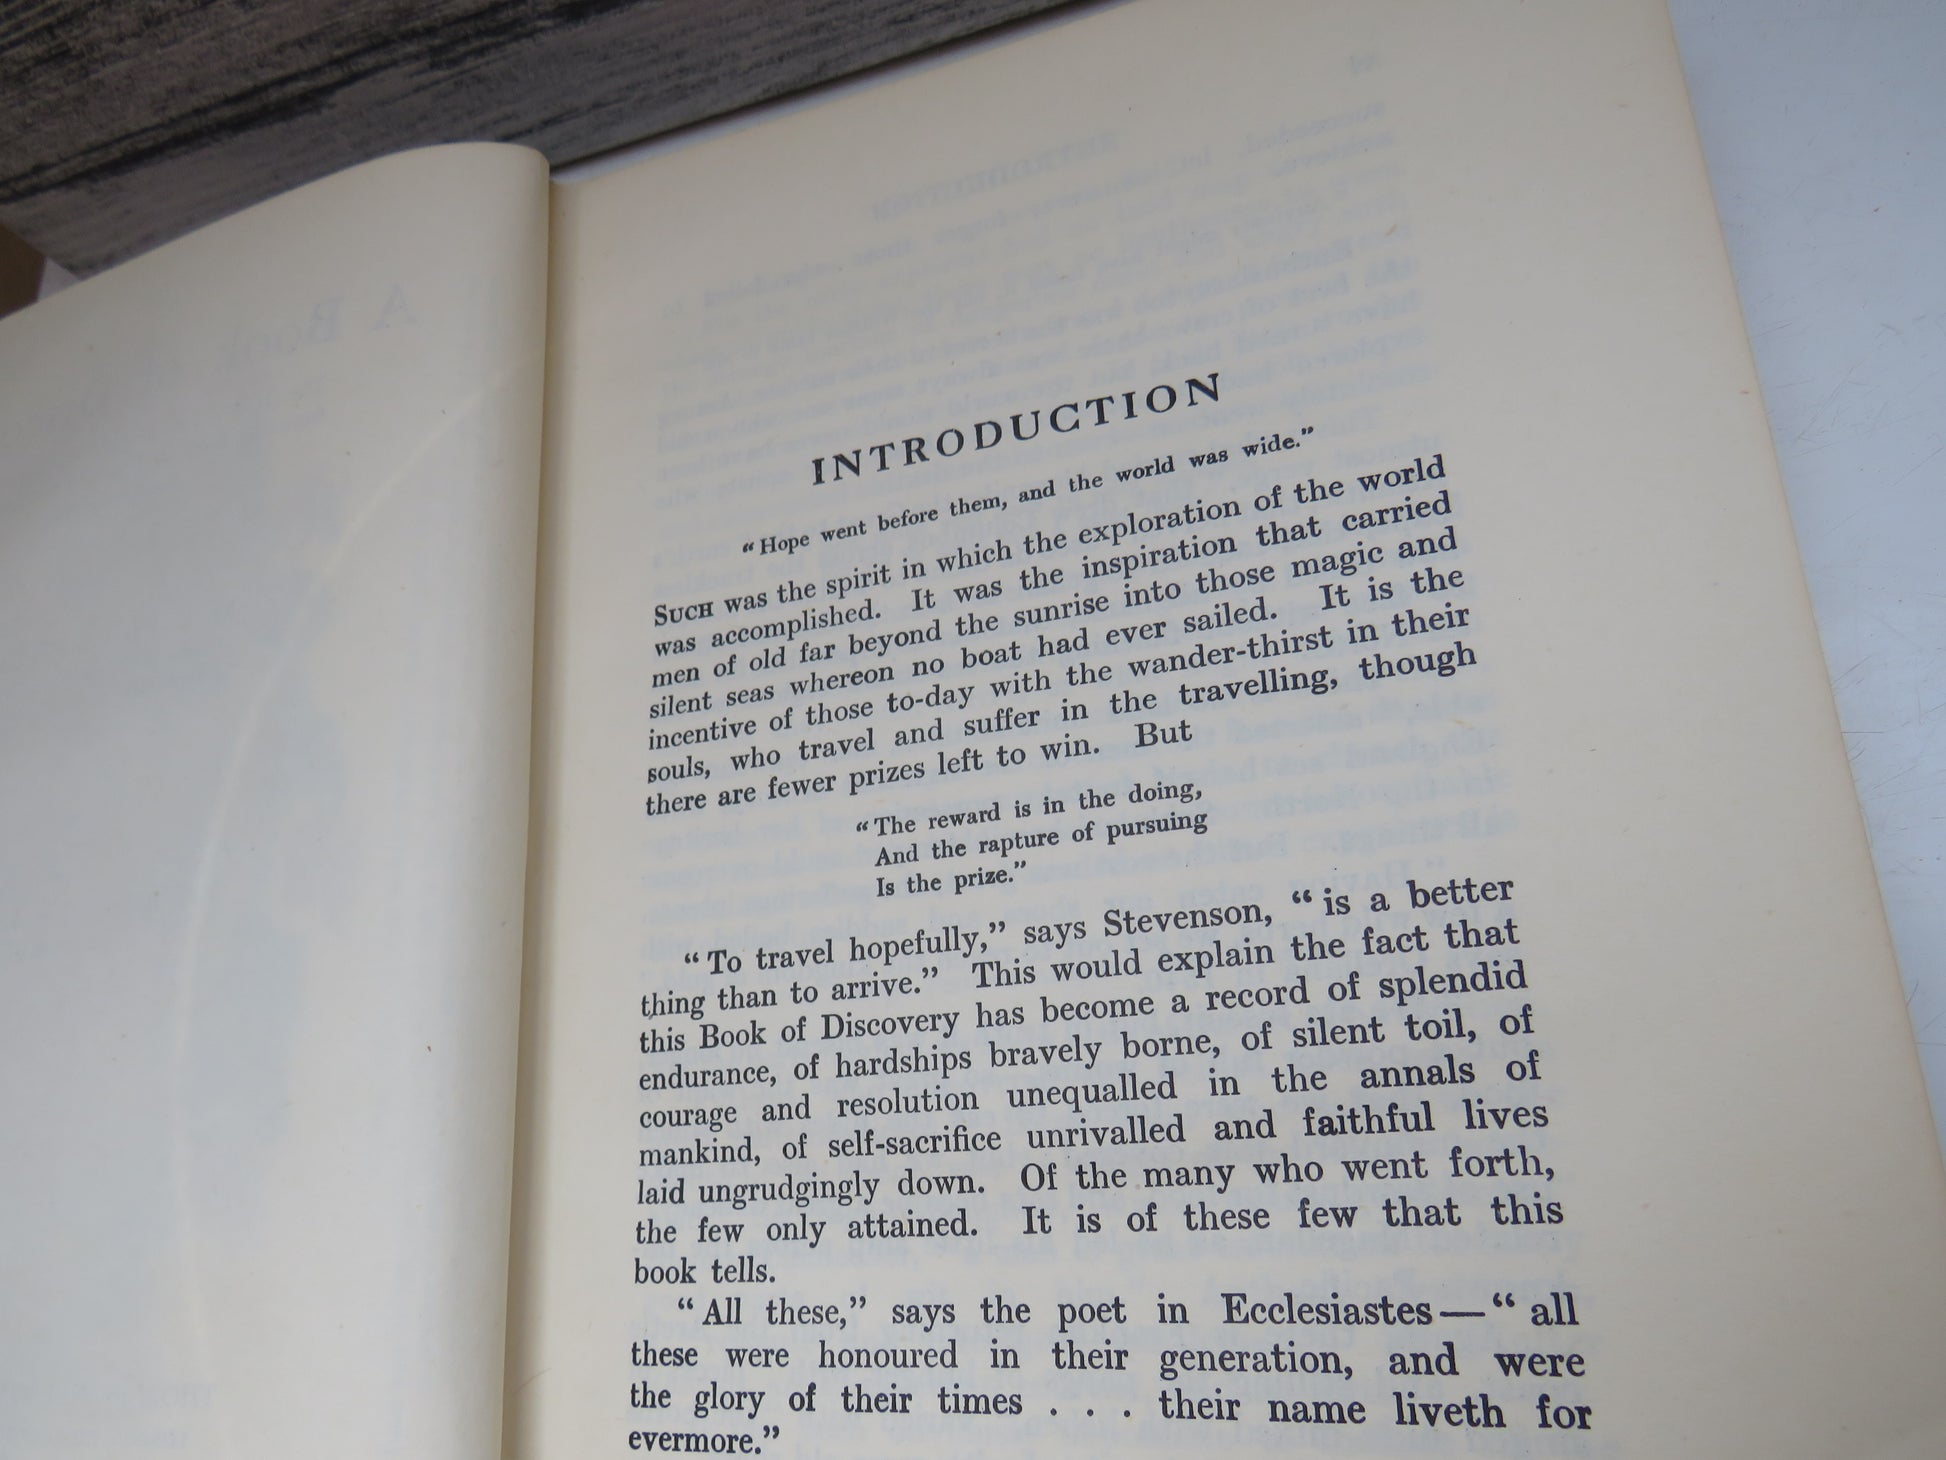 INTRODUCTION
“Hope went before them, and the world was wide.”
SUCH was the spirit in which the exploration of the world
was accomplished. It was the inspiration that carried
men of old far beyond the sunrise into those magic and
silent seas whereon no boat had ever sailed. It is the
incentive of those to-day with the wander-thirst in their
souls, who travel and suffer in the travelling, though
there are fewer prizes left to win. But
“The reward is in the doing,
And the rapture of pursuing
Is the prize.”
“To travel hopefully,” says Stevenson, “is a better
thing than to arrive.” This would explain the fact that
this Book of Discovery has become a record of splendid
endurance, of hardships bravely borne, of silent toil, of
courage and resolution unequalled in the annals of
mankind, of self-sacrifice unrivalled and faithful lives
laid ungrudgingly down. Of the many who went forth,
the few only attained. It is of these few that this
book tells.
“All these,” says the poet in Ecclesiastes—“all
these were honoured in their generation, and were
the glory of their times . . . their name liveth for
evermore.”